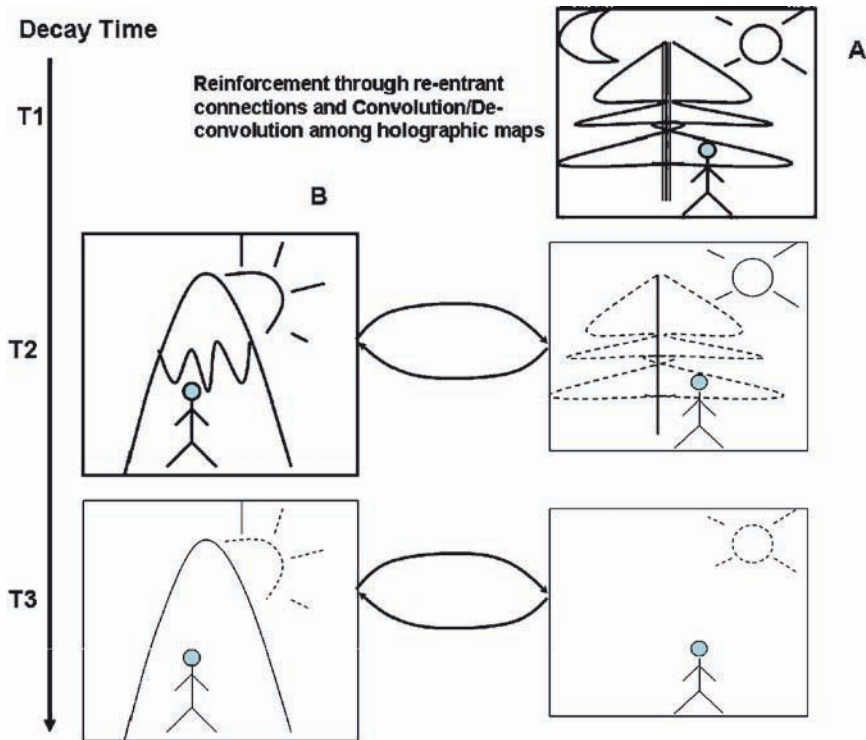 Decay Time
A
T1
Reinforcement through re-entrant
connections and Convolution/De-
convolution among holographic maps
B
T2
T3